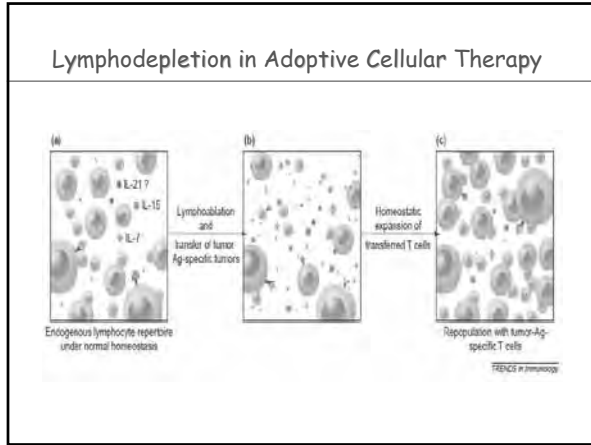 Lymphodepletion in Adoptive Cellular Therapy
(a)
(b)
(c)
IL-21 ?
IL-15
IL-7
Lymphoablation
and
transfer of tumor
Ag-specific tumors
Homeostatic
expansion of
transferred T cells
Endogenous lymphocyte repertoire
under normal homeostasis
Repopulation with tumor-Ag-
specific T cells
TRENDS in Immunology